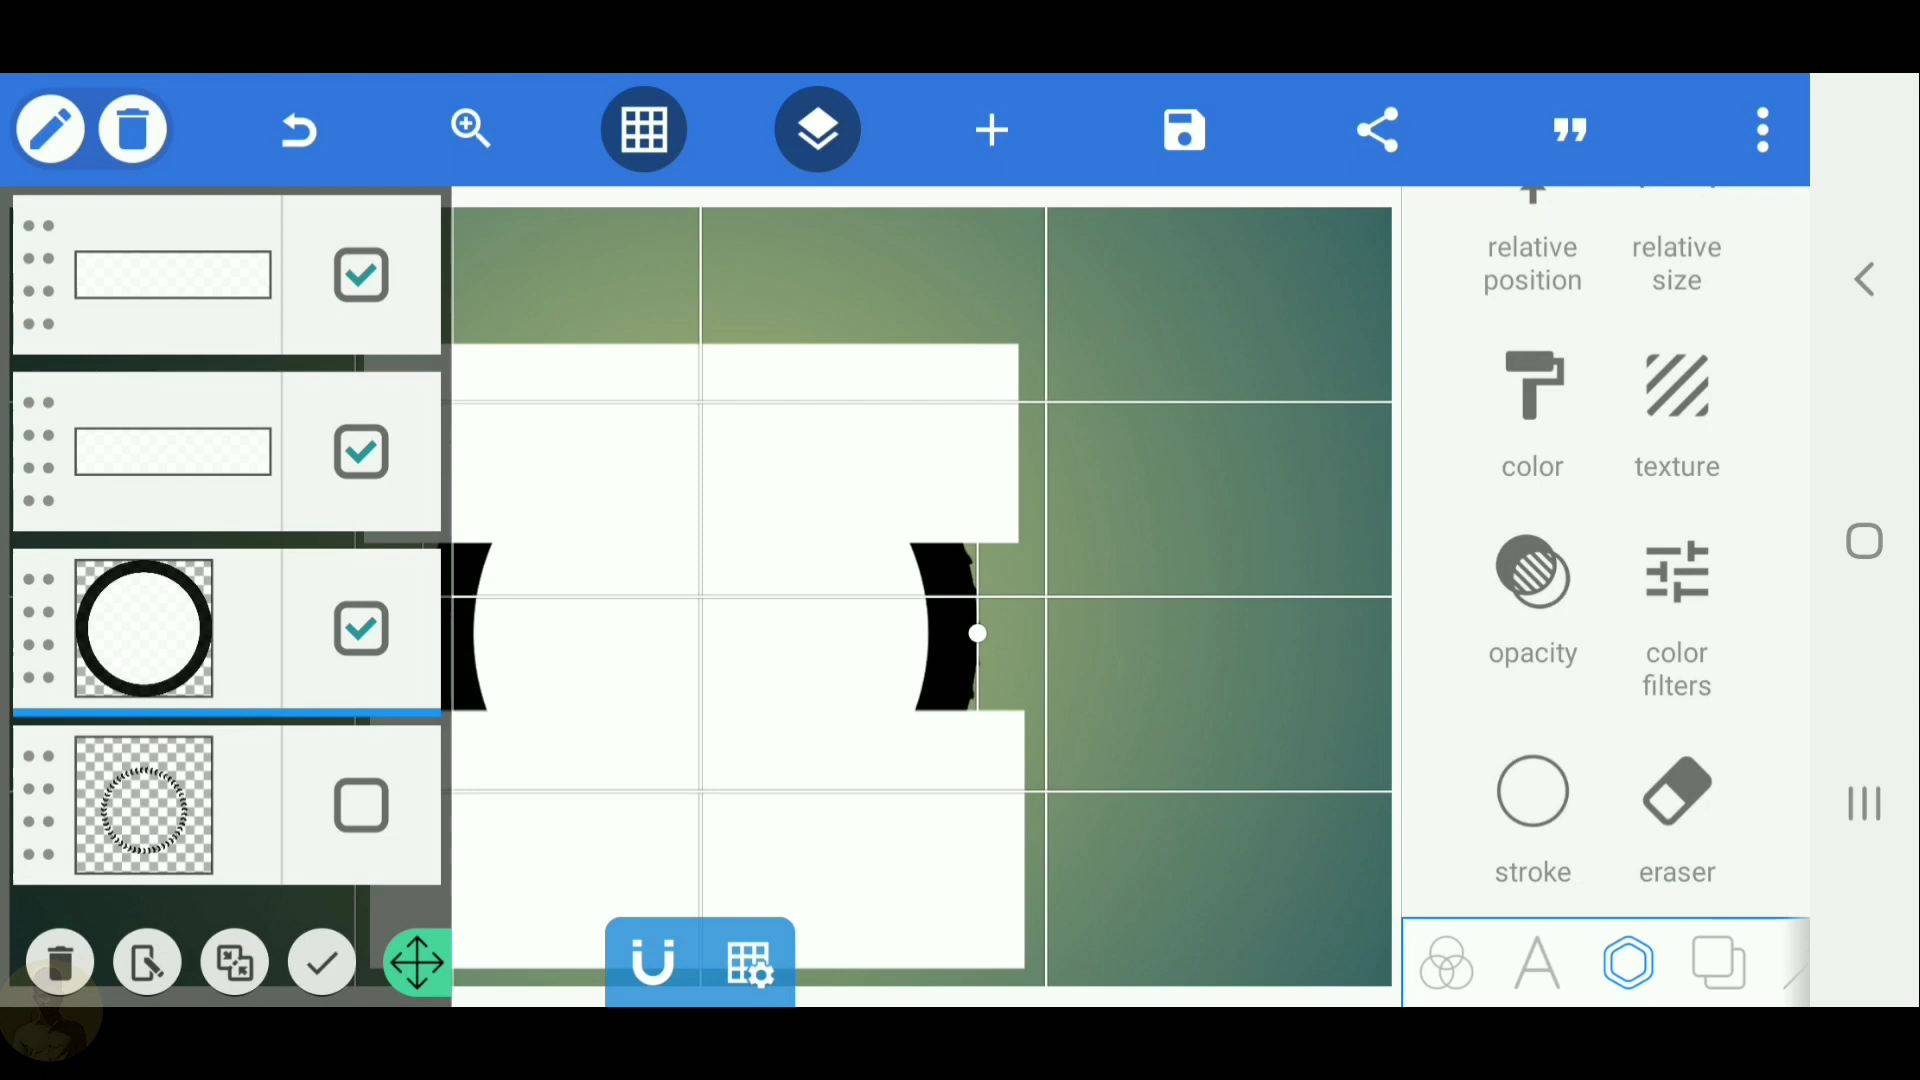 relative
position
relative
size
color
texture
opacity
color
filters
stroke
eraser